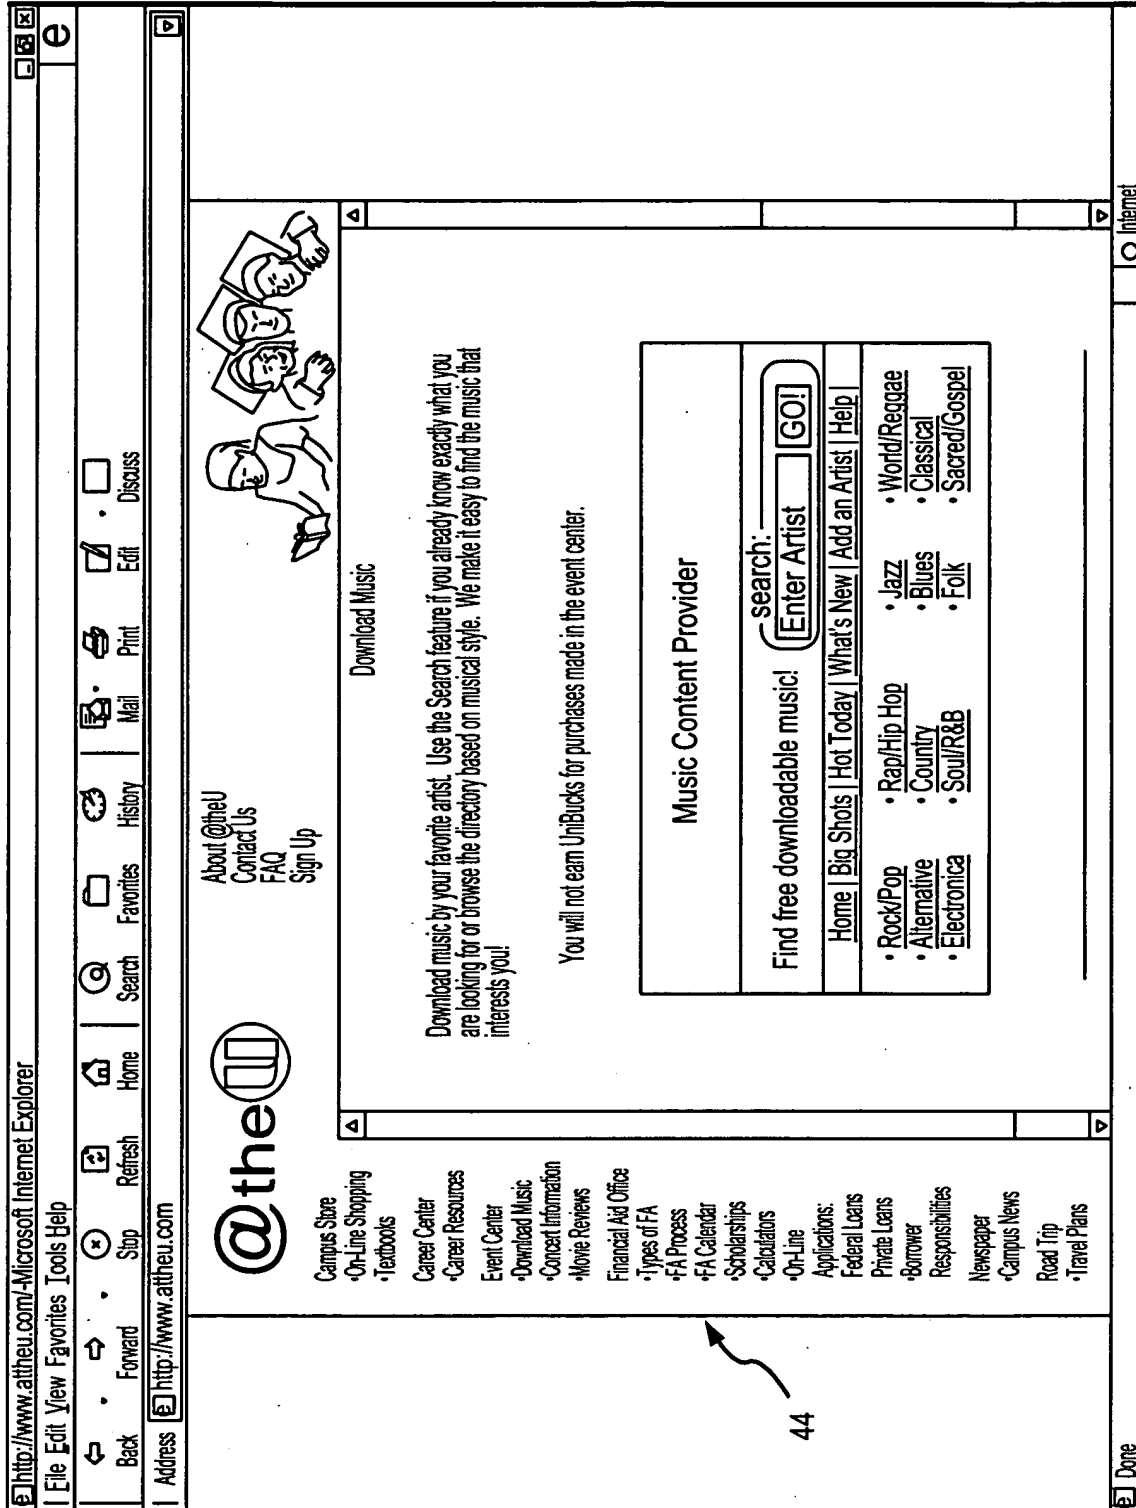 http://www.attheu.com/-Microsoft Internet Explorer
File Edit View Favorites Tools Help
e
Back Forward Stop Refresh Home Search Favorites History Mail Print Edit Discuss
Address http://www.attheu.com
@theU
About @theU
Contact Us
FAQ
Sign Up
Campus Store
•On-Line Shopping
•Textbooks
Career Center
•Career Resources
Event Center
•Download Music
•Concert Information
•Movie Reviews
Financial Aid Office
•Types of FA
•FA Process
•FA Calendar
•Scholarships
•Calculators
•On-Line
Applications:
Federal Loans
Private Loans
•Borrower
Responsibilities
Newspaper
•Campus News
Road Trip
•Travel Plans
Download Music
Download music by your favorite artist. Use the Search feature if you already know exactly what you
are looking for or browse the directory based on musical style. We make it easy to find the music that
interests you!
You will not earn UniBucks for purchases made in the event center.
Music Content Provider
Find free downloadable music!
search:
Enter Artist GO!
Home | Big Shots | Hot Today | What's New | Add an Artist | Help |
• Rock/Pop • Rap/Hip Hop • Jazz • World/Reggae
• Alternative • Country • Blues • Classical
• Electronica • Soul/R&B • Folk • Sacred/Gospel
44
Done Internet